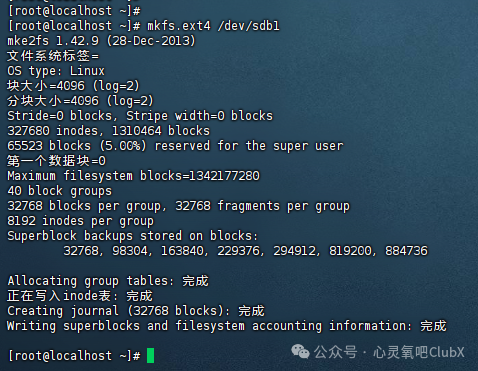 [root@localhost ~]#
[root@localhost ~]# mkfs.ext4 /dev/sdb1
mke2fs 1.42.9 (28-Dec-2013)
文件系统标签=
OS type: Linux
块大小=4096 (log=2)
分块大小=4096 (log=2)
Stride=0 blocks, Stripe width=0 blocks
327680 inodes, 1310464 blocks
65523 blocks (5.00%) reserved for the super user
第一个数据块=0
Maximum filesystem blocks=1342177280
40 block groups
32768 blocks per group, 32768 fragments per group
8192 inodes per group
Superblock backups stored on blocks:
32768, 98304, 163840, 229376, 294912, 819200, 884736
Allocating group tables: 完成
正在写入inode表: 完成
Creating journal (32768 blocks): 完成
Writing superblocks and filesystem accounting information: 完成
[root@localhost ~]#
公众号 · 心灵氧吧ClubX